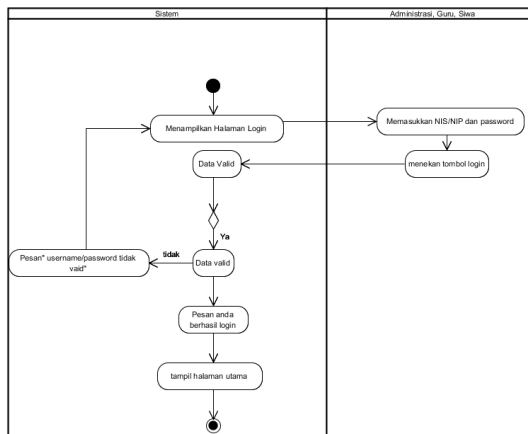 Sistem
Administrasi, Guru, Siwa
Menampilkan Halaman Login
Memasukkan NIS/NIP dan password
Data Valid
menekan tombol login
Ya
tidak
Pesan" username/password tidak
vaid"
Data valid
Pesan anda
berhasil login
tampil halaman utama